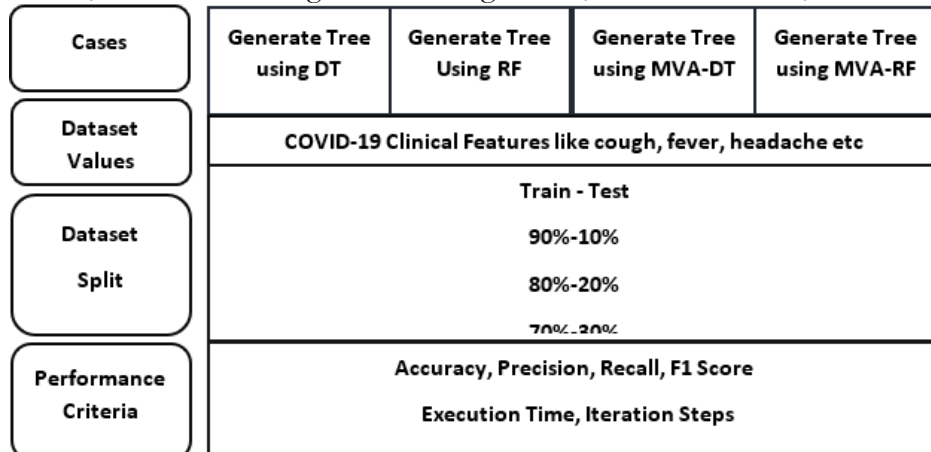 Cases
Generate Tree using DT
Generate Tree Using RF
Generate Tree using MVA-DT
Generate Tree using MVA-RF
Dataset Values
COVID-19 Clinical Features like cough, fever, headache etc
Dataset Split
Train - Test
90%-10%
80%-20%
70%-30%
Performance Criteria
Accuracy, Precision, Recall, F1 Score
Execution Time, Iteration Steps